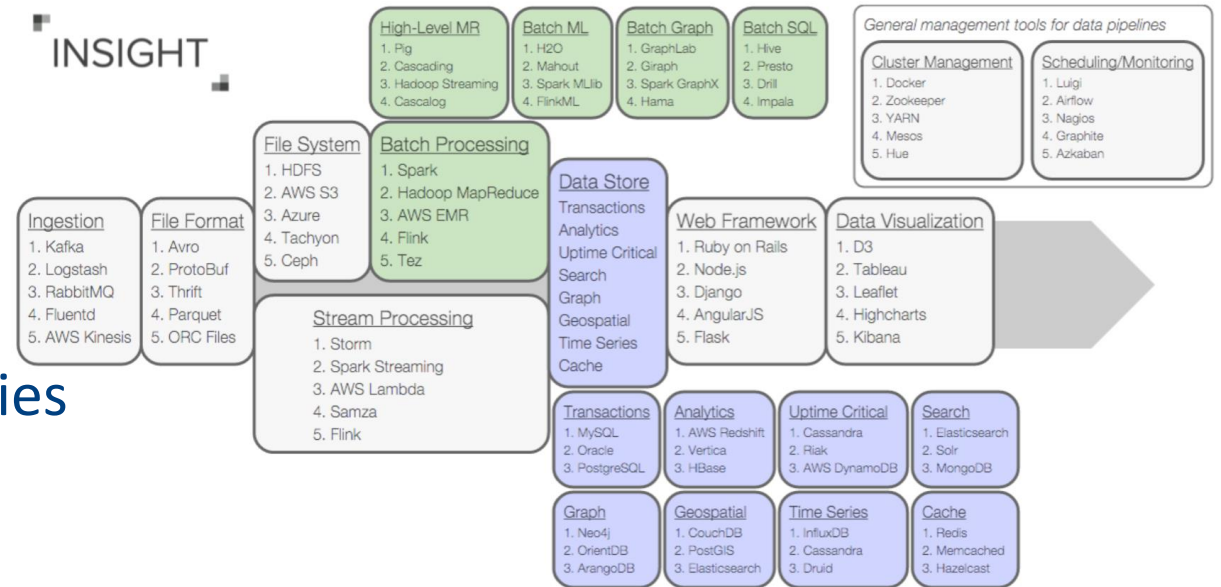 INSIGHT
High-Level MR
1. Pig
2. Cascading
3. Hadoop Streaming
4. Cascalog
Batch ML
1. H2O
2. Mahout
3. Spark MLlib
4. FlinkML
Batch Graph
1. GraphLab
2. Giraph
3. Spark GraphX
4. Hama
Batch SQL
1. Hive
2. Presto
3. Drill
4. Impala
General management tools for data pipelines
Cluster Management
1. Docker
2. Zookeeper
3. YARN
4. Mesos
5. Hue
Scheduling/Monitoring
1. Luigi
2. Airflow
3. Nagios
4. Graphite
5. Azkaban
Ingestion
1. Kafka
2. Logstash
3. RabbitMQ
4. Fluentd
5. AWS Kinesis
File Format
1. Avro
2. ProtoBuf
3. Thrift
4. Parquet
5. ORC Files
File System
1. HDFS
2. AWS S3
3. Azure
4. Tachyon
5. Ceph
Batch Processing
1. Spark
2. Hadoop MapReduce
3. AWS EMR
4. Flink
5. Tez
Stream Processing
1. Storm
2. Spark Streaming
3. AWS Lambda
4. Samza
5. Flink
Data Store
Transactions
Analytics
Uptime Critical
Search
Graph
Geospatial
Time Series
Cache
Web Framework
1. Ruby on Rails
2. Node.js
3. Django
4. AngularJS
5. Flask
Data Visualization
1. D3
2. Tableau
3. Leaflet
4. Highcharts
5. Kibana
ies
Transactions
1. MySQL
2. Oracle
3. PostgreSQL
Analytics
1. AWS Redshift
2. Vertica
3. HBase
Uptime Critical
1. Cassandra
2. Riak
3. AWS DynamoDB
Search
1. Elasticsearch
2. Solr
3. MongoDB
Graph
1. Neo4j
2. OrientDB
3. ArangoDB
Geospatial
1. CouchDB
2. PostGIS
3. Elasticsearch
Time Series
1. InfluxDB
2. Cassandra
3. Druid
Cache
1. Redis
2. Memcached
3. Hazelcast